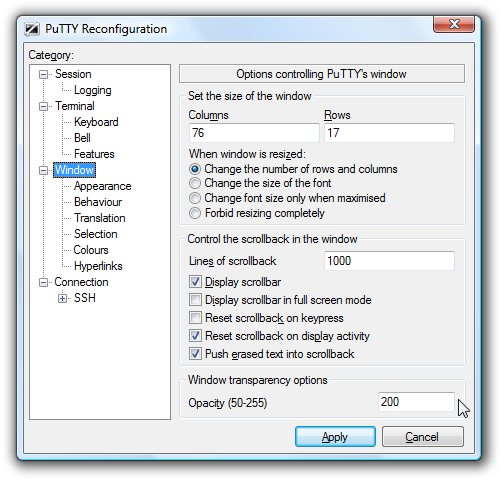 PuTTY Reconfiguration
Category:
Session
Logging
Terminal
Keyboard
Bell
Features
Window
Appearance
Behaviour
Translation
Selection
Colours
Hyperlinks
Connection
SSH
Options controlling PuTTY's window
Set the size of the window
Columns Rows
76 17
When window is resized:
Change the number of rows and columns
Change the size of the font
Change font size only when maximised
Forbid resizing completely
Control the scrollback in the window
Lines of scrollback 1000
Display scrollbar
Display scrollbar in full screen mode
Reset scrollback on keypress
Reset scrollback on display activity
Push erased text into scrollback
Window transparency options
Opacity (50-255) 200
Apply Cancel